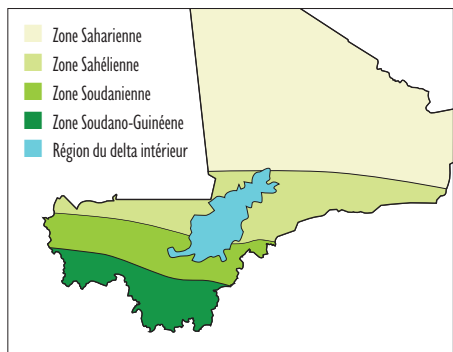 Zone Saharienne
Zone Sahélienne
Zone Soudanienne
Zone Soudano-Guinéene
Région du delta intérieur